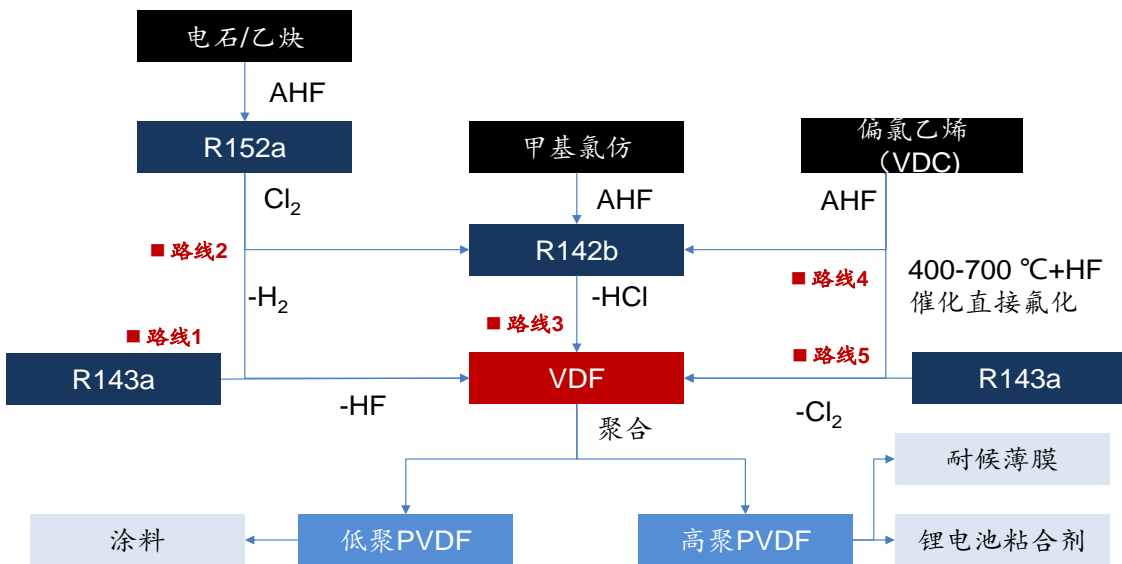 电石/乙炔
AHF
R152a
甲基氯仿
偏氯乙烯
（VDC)
Cl₂
AHF
AHF
■ 路线2
R142b
400-700 ℃+HF
催化直接氟化
■ 路线4
-H₂
-HCl
■ 路线3
■ 路线1
■ 路线5
R143a
VDF
R143a
-HF
-Cl₂
聚合
耐候薄膜
涂料
低聚PVDF
高聚PVDF
锂电池粘合剂